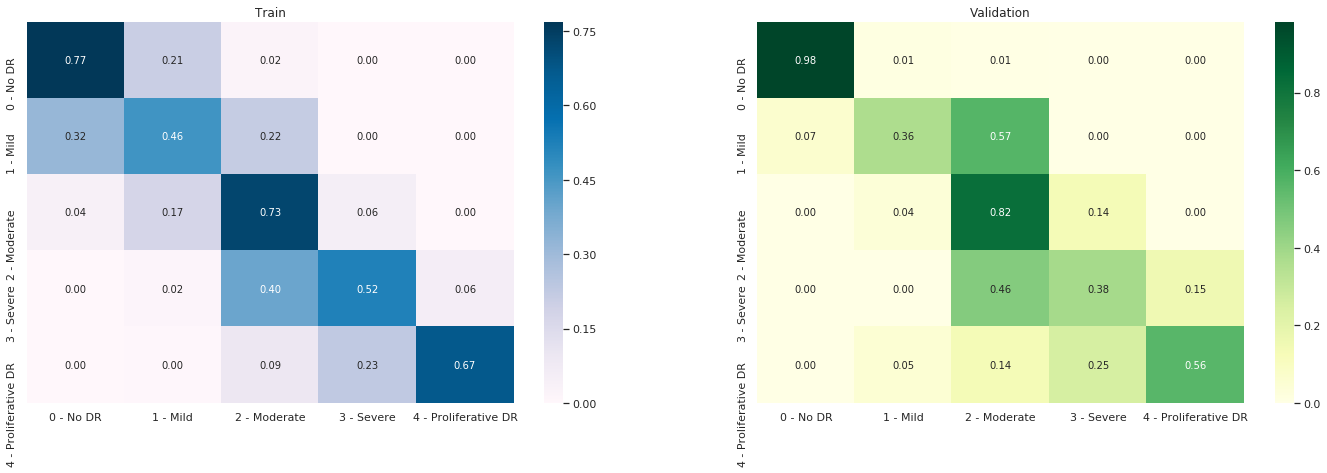 Train
0 - No DR
1 - Mild
2 - Moderate
3 - Severe
4 - Proliferative DR
0.77 0.21 0.02 0.00 0.00
0.32 0.46 0.22 0.00 0.00
0.04 0.17 0.73 0.06 0.00
0.00 0.02 0.40 0.52 0.06
0.00 0.00 0.09 0.23 0.67
0 - No DR 1 - Mild 2 - Moderate 3 - Severe 4 - Proliferative DR
0.75
0.60
0.45
0.30
0.15
0.00
Validation
0 - No DR
1 - Mild
2 - Moderate
3 - Severe
4 - Proliferative DR
0.98 0.01 0.01 0.00 0.00
0.07 0.36 0.57 0.00 0.00
0.00 0.04 0.82 0.14 0.00
0.00 0.00 0.46 0.38 0.15
0.00 0.05 0.14 0.25 0.56
0 - No DR 1 - Mild 2 - Moderate 3 - Severe 4 - Proliferative DR
0.8
0.6
0.4
0.2
0.0